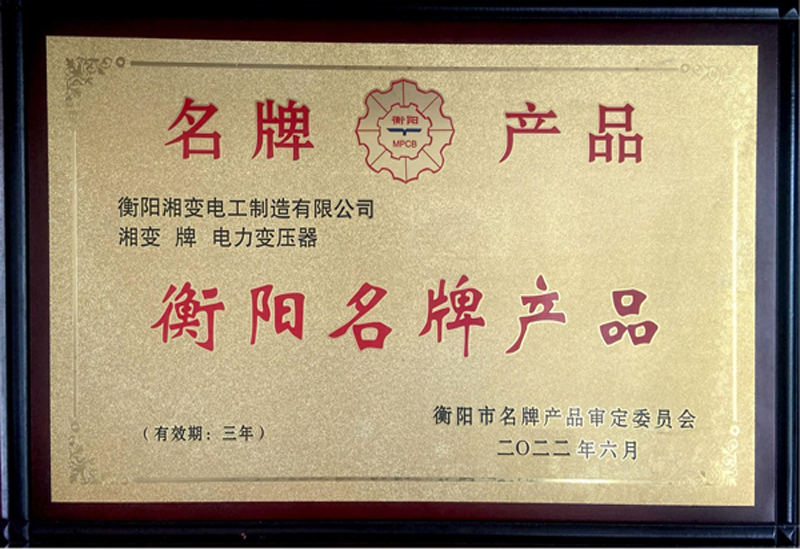 名牌 衡阳 MPCB 产品
衡阳湘变电工制造有限公司
湘变 牌 电力变压器
衡阳名牌产品
衡阳市名牌产品审定委员会
（有效期：三年）
二〇二二年六月